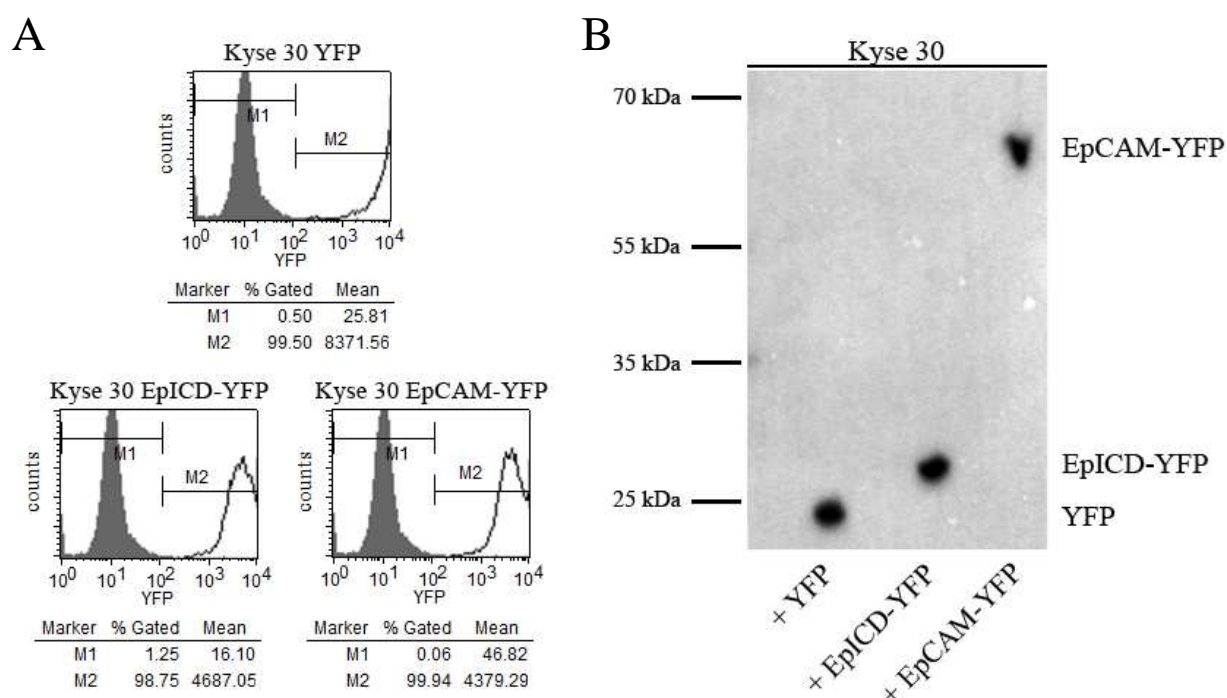 A
Kyse 30 YFP
counts
M1
M2
10^0 10^1 10^2 10^3 10^4
YFP
Marker % Gated Mean
M1 0.50 25.81
M2 99.50 8371.56
Kyse 30 EpICD-YFP
counts
M1
M2
10^0 10^1 10^2 10^3 10^4
YFP
Marker % Gated Mean
M1 1.25 16.10
M2 98.75 4687.05
Kyse 30 EpCAM-YFP
counts
M1
M2
10^0 10^1 10^2 10^3 10^4
YFP
Marker % Gated Mean
M1 0.06 46.82
M2 99.94 4379.29
B
Kyse 30
70 kDa
55 kDa
35 kDa
25 kDa
EpCAM-YFP
EpICD-YFP
YFP
+ YFP
+ EpICD-YFP
+ EpCAM-YFP